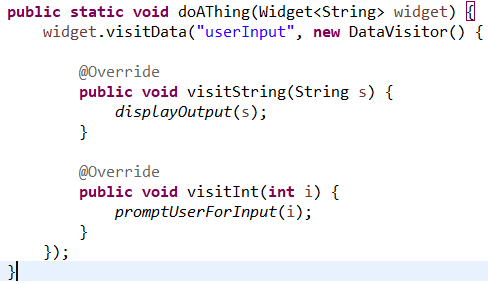 public static void doAThing(Widget<String> widget) {
    widget.visitData("userInput", new DataVisitor() {

        @Override
        public void visitString(String s) {
            displayOutput(s);
        }

        @Override
        public void visitInt(int i) {
            promptUserForInput(i);
        }
    });
}